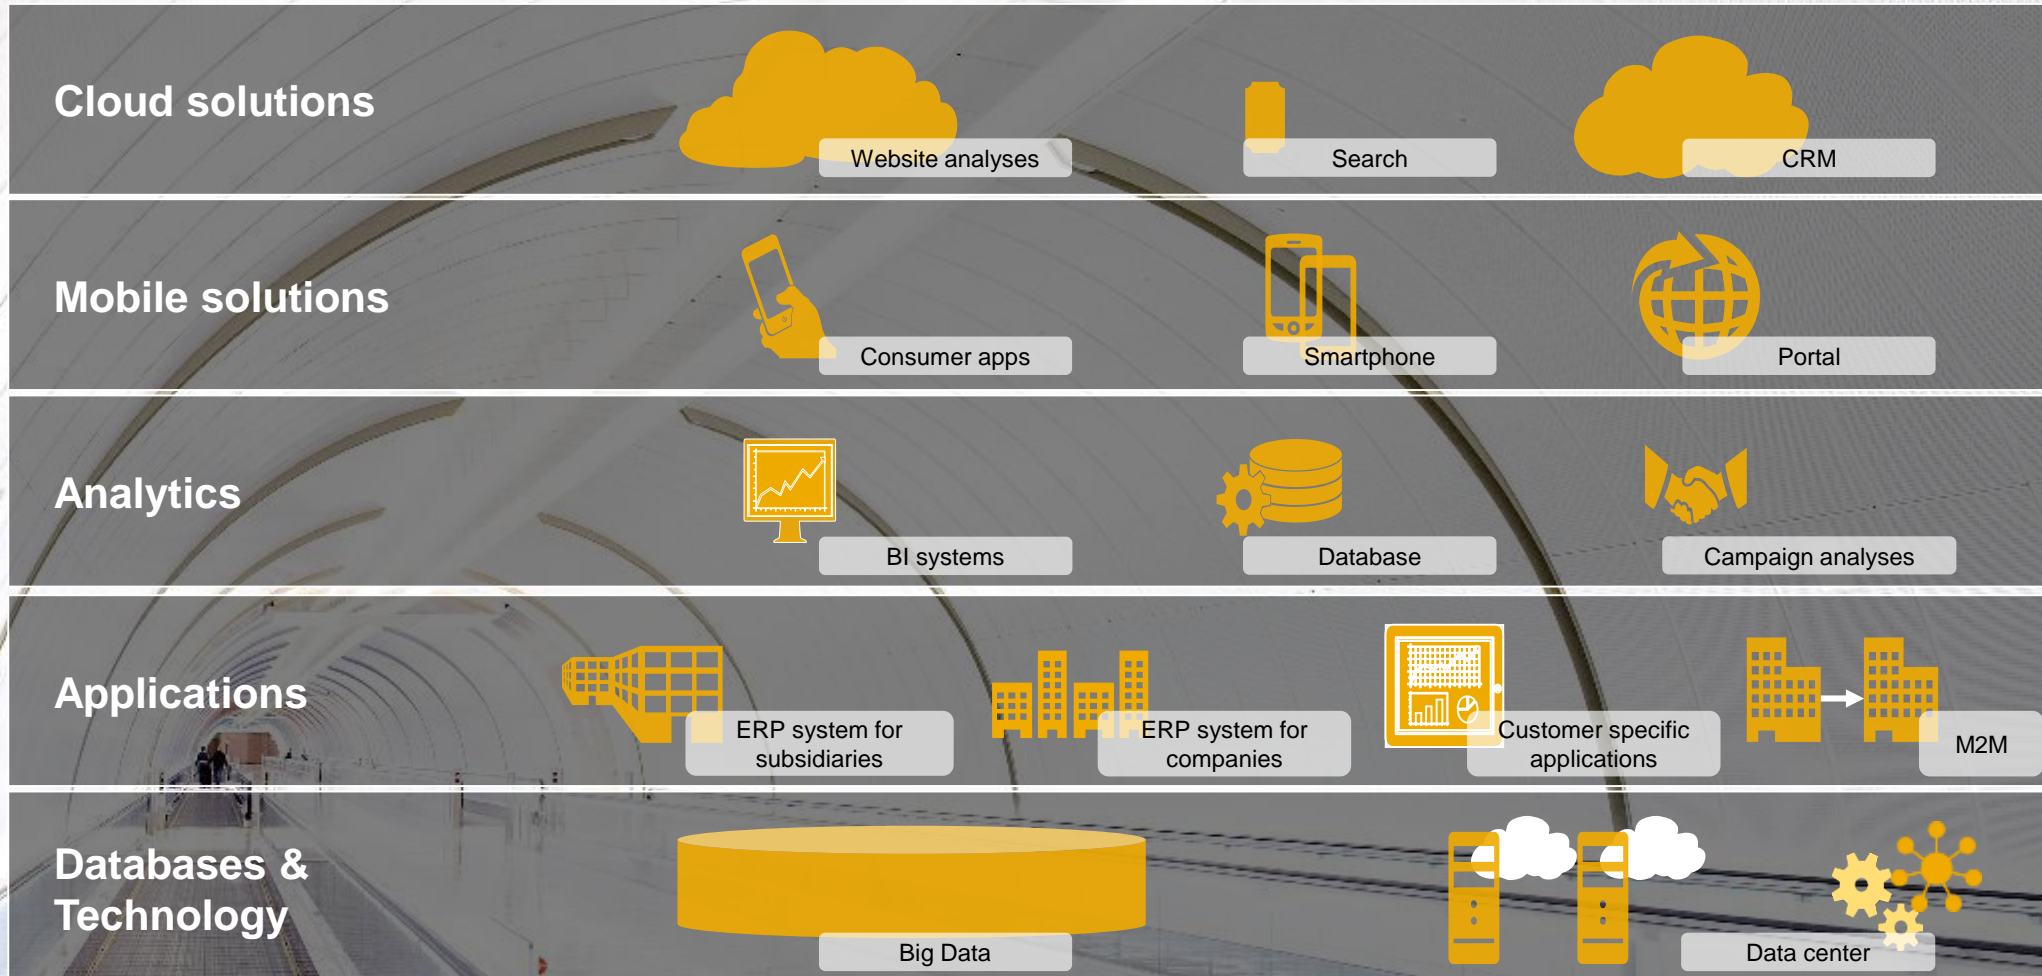 Cloud solutions
Website analyses
Search
CRM
Mobile solutions
Consumer apps
Smartphone
Portal
Analytics
BI systems
Database
Campaign analyses
Applications
ERP system for
subsidiaries
ERP system for
companies
Customer specific
applications
M2M
Databases &
Technology
Big Data
Data center